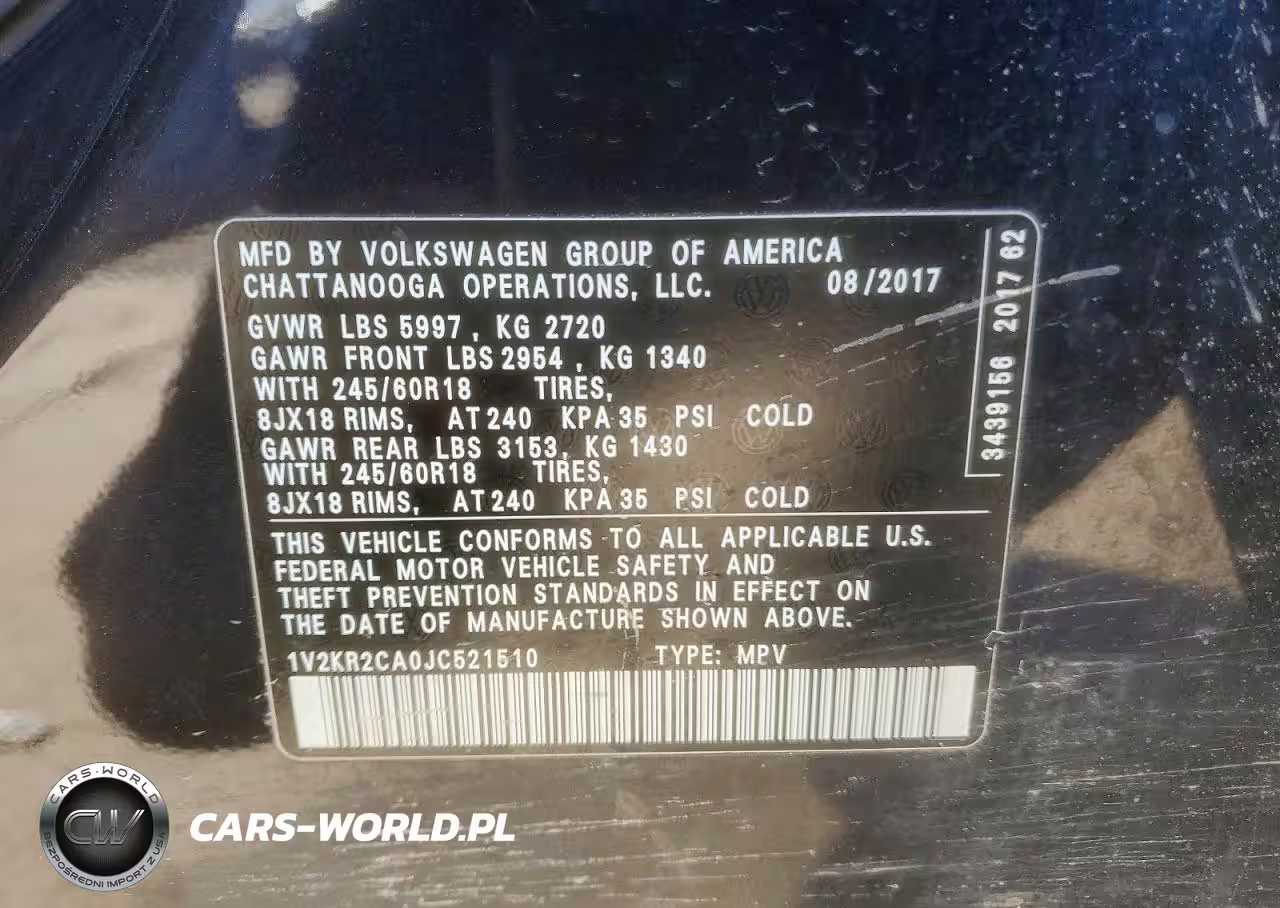 MFD BY VOLKSWAGEN GROUP OF AMERICA
CHATTANOOGA OPERATIONS, LLC. 08/2017
GVWR LBS 5997 , KG 2720
GAWR FRONT LBS 2954 , KG 1340
WITH 245/60R18 TIRES,
8JX18 RIMS, AT 240 KPA 35 PSI COLD
GAWR REAR LBS 3153, KG 1430
WITH 245/60R18 TIRES,
8JX18 RIMS, AT 240 KPA 35 PSI COLD
3439156 2017 62
THIS VEHICLE CONFORMS TO ALL APPLICABLE U.S.
FEDERAL MOTOR VEHICLE SAFETY AND
THEFT PREVENTION STANDARDS IN EFFECT ON
THE DATE OF MANUFACTURE SHOWN ABOVE.
1V2KR2CA0JC521510 TYPE: MPV
CARS-WORLD
CW
BEZPOŚREDNI IMPORT Z USA
CARS-WORLD.PL